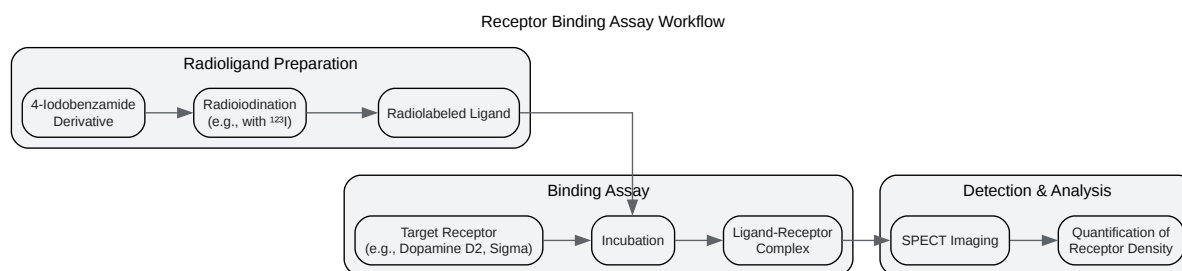 Receptor Binding Assay Workflow
Radioligand Preparation
4-Iodobenzamide
Derivative
Radioiodination
(e.g., with ¹²³I)
Radiolabeled Ligand
Binding Assay
Target Receptor
(e.g., Dopamine D2, Sigma)
Incubation
Ligand-Receptor
Complex
Detection & Analysis
SPECT Imaging
Quantification of
Receptor Density